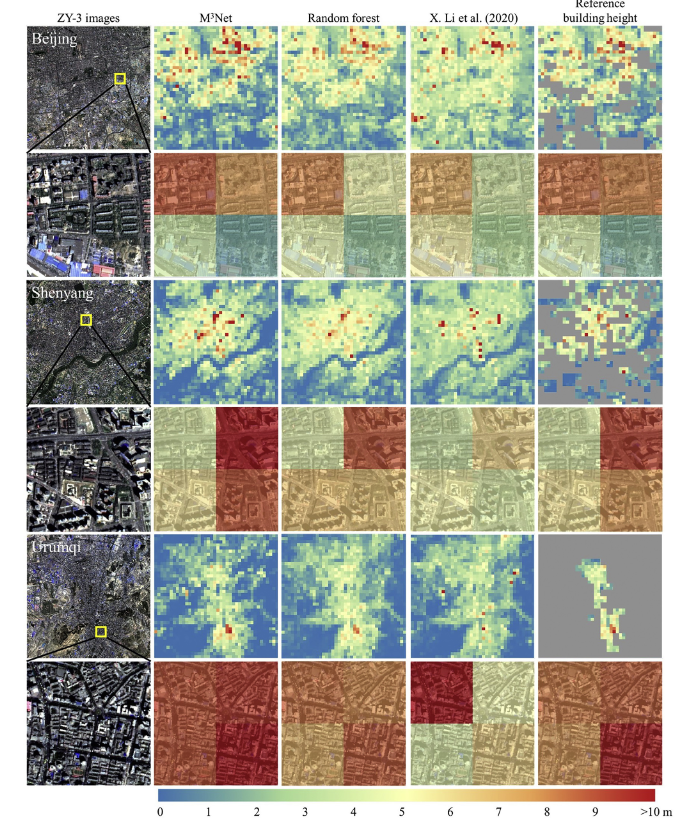 ZY-3 images
M³Net
Random forest
X. Li et al. (2020)
Reference
building height
Beijing
Shenyang
Urumqi
0 1 2 3 4 5 6 7 8 9 >10 m